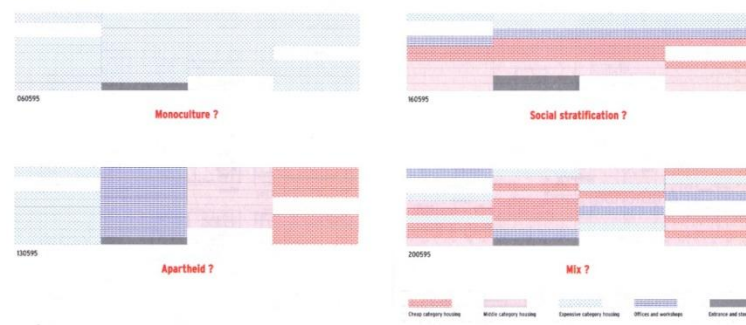 060595
Monoculture ?
160595
Social stratification ?
130595
Apartheid ?
200595
Mix ?
Cheap category housing
Middle category housing
Expensive category housing
Offices and workshops
Entrance and